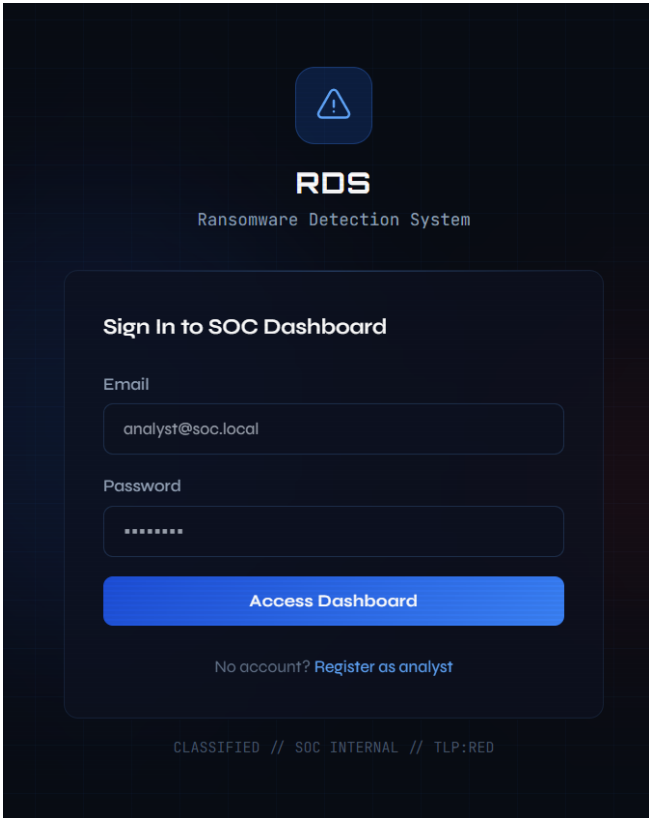 RDS
Ransomware Detection System
Sign In to SOC Dashboard
Email
analyst@soc.local
Password
▪▪▪▪▪▪▪▪
Access Dashboard
No account? Register as analyst
CLASSIFIED // SOC INTERNAL // TLP:RED